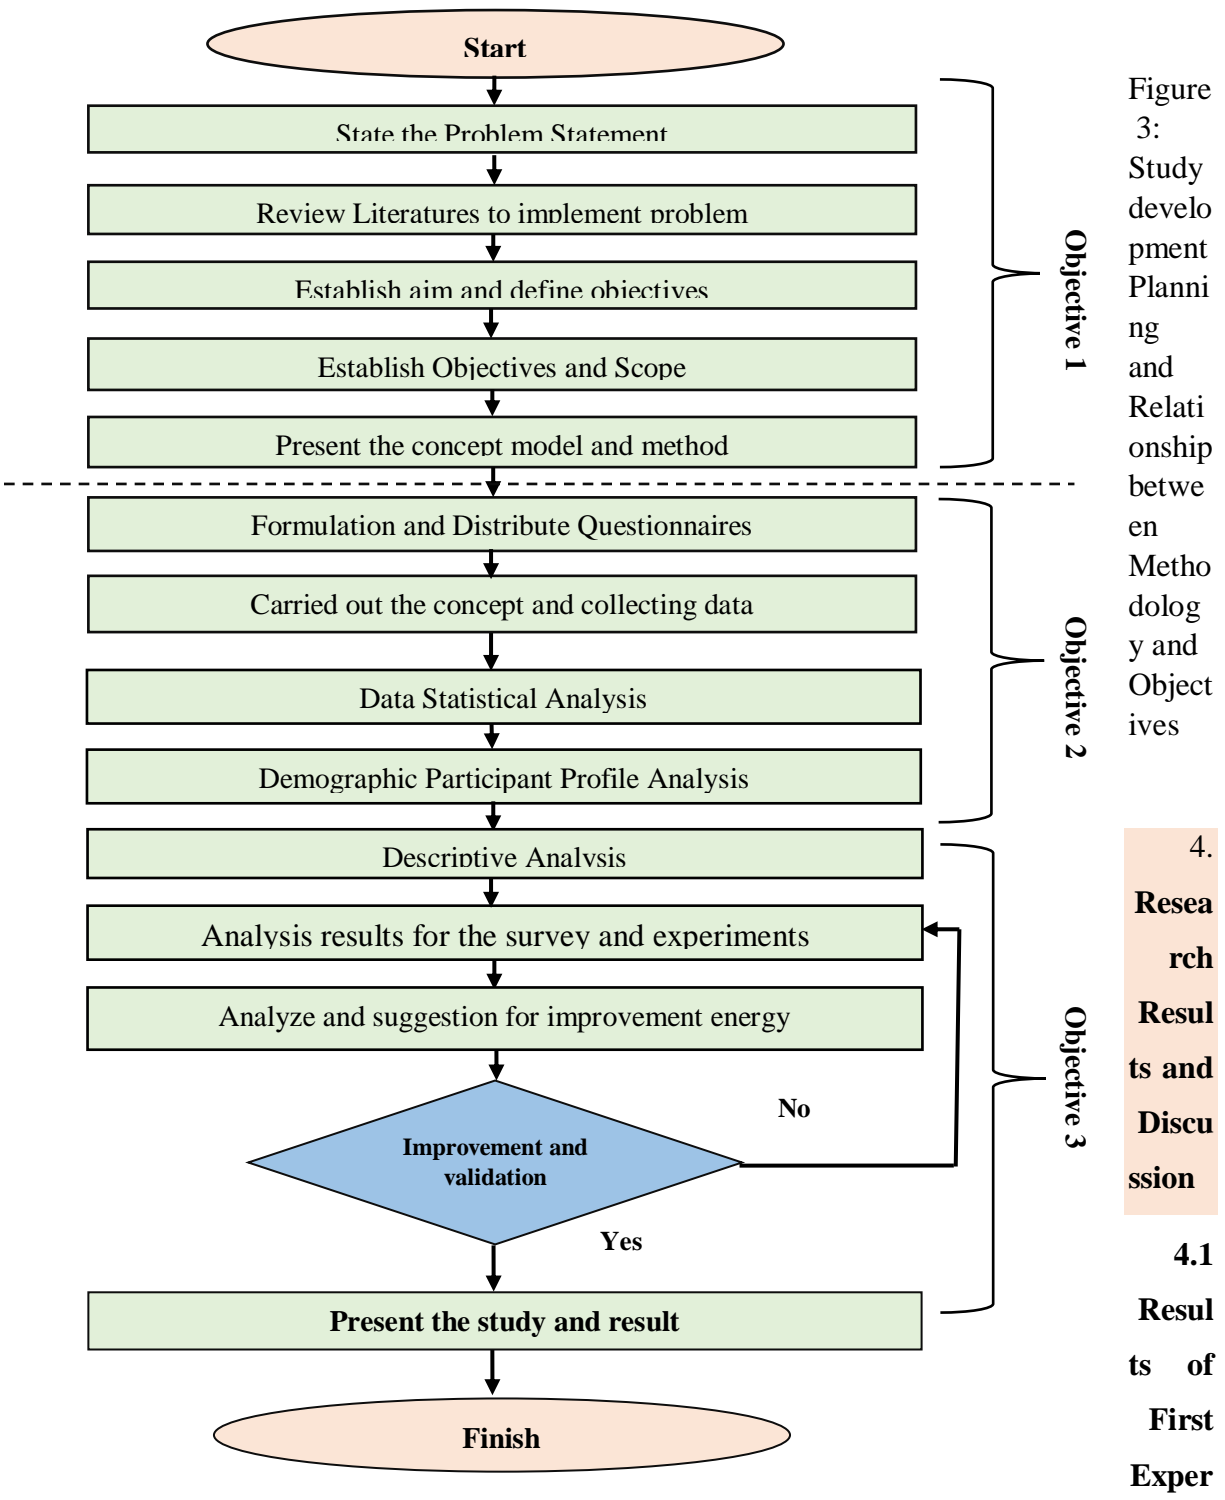 Start
State the Problem Statement
Review Literatures to implement problem
Establish aim and define objectives
Establish Objectives and Scope
Present the concept model and method
Objective 1
Formulation and Distribute Questionnaires
Carried out the concept and collecting data
Data Statistical Analysis
Demographic Participant Profile Analysis
Objective 2
Descriptive Analysis
Analysis results for the survey and experiments
Analyze and suggestion for improvement energy
Improvement and
validation
No
Yes
Present the study and result
Objective 3
Finish
Figure
3:
Study
develo
pment
Planni
ng
and
Relati
onship
betwe
en
Metho
dolog
y and
Object
ives
4.
Resea
rch
Resul
ts and
Discu
ssion
4.1
Resul
ts of
First
Exper